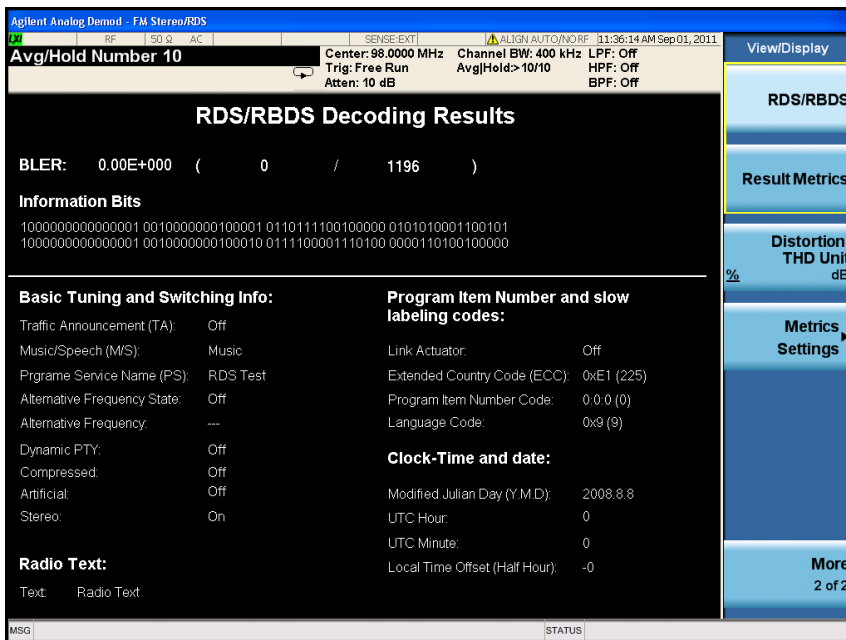 Agilent Analog Demod - FM Stereo/RDS
LXI RF 50 Ω AC SENSE:EXT ALIGN AUTO/NO RF 11:36:14 AM Sep 01, 2011
Avg/Hold Number 10
Center: 98.0000 MHz Channel BW: 400 kHz LPF: Off
Trig: Free Run Avg|Hold:>10/10 HPF: Off
Atten: 10 dB BPF: Off
RDS/RBDS Decoding Results
BLER: 0.00E+000 ( 0 / 1196 )
Information Bits
1000000000000001 0010000000100001 0110111100100000 0101010001100101
1000000000000001 0010000000100010 0111100001110100 0000110100100000
Basic Tuning and Switching Info:
Traffic Announcement (TA): Off
Music/Speech (M/S): Music
Prgrame Service Name (PS): RDS Test
Alternative Frequency State: Off
Alternative Frequency: ---
Dynamic PTY: Off
Compressed: Off
Artificial: Off
Stereo: On
Radio Text:
Text: Radio Text
Program Item Number and slow
labeling codes:
Link Actuator: Off
Extended Country Code (ECC): 0xE1 (225)
Program Item Number Code: 0:0:0 (0)
Language Code: 0x9 (9)
Clock-Time and date:
Modified Julian Day (Y.M.D): 2008.8.8
UTC Hour: 0
UTC Minute: 0
Local Time Offset (Half Hour): -0
View/Display
RDS/RBDS
Result Metrics
Distortion
THD Unit
% dB
Metrics
Settings
More
2 of 2
MSG STATUS